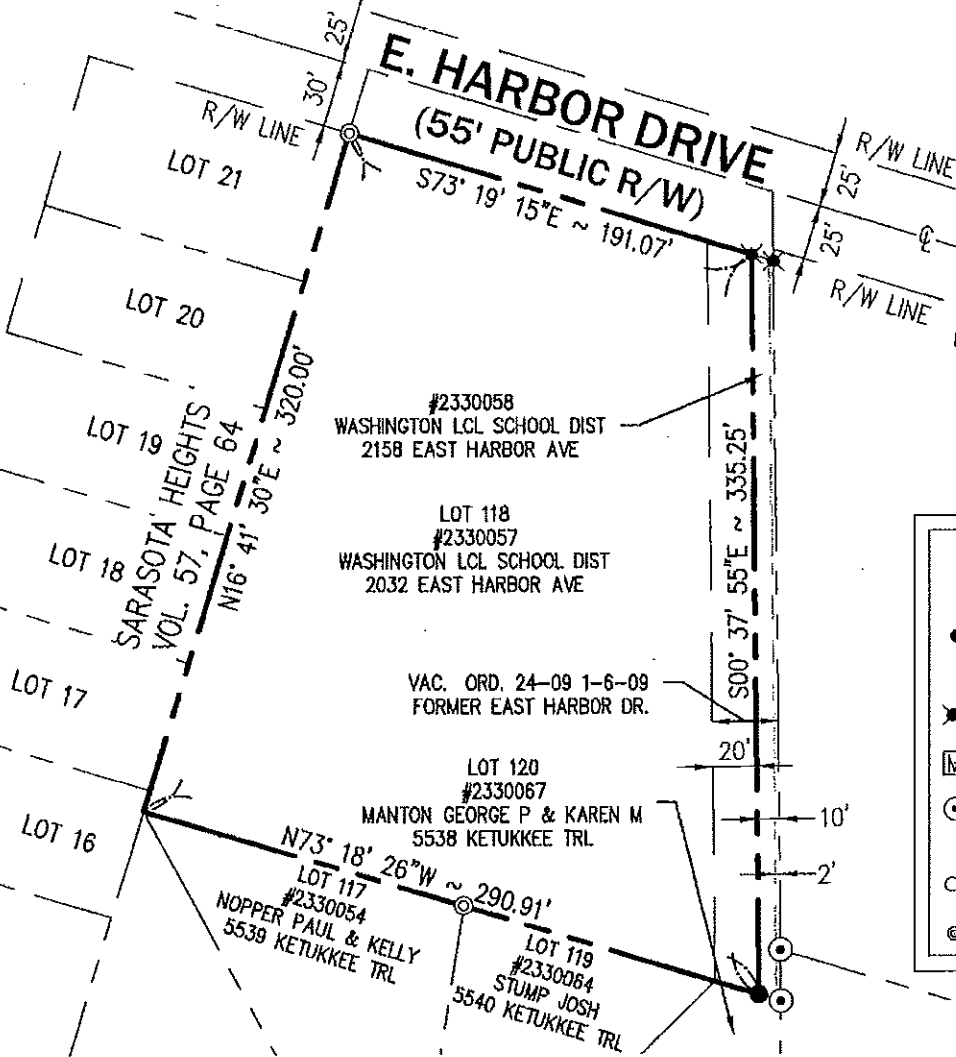 25'
30'
E. HARBOR DRIVE
(55' PUBLIC R/W)
R/W LINE
S73° 19' 15"E ~ 191.07'
R/W LINE
25'
25'
℄
R/W LINE
LOT 21
LOT 20
LOT 19
LOT 18
LOT 17
LOT 16
SARASOTA HEIGHTS
VOL. 57, PAGE 64
N16° 41' 30"E ~ 320.00'
#2330058
WASHINGTON LCL SCHOOL DIST
2158 EAST HARBOR AVE
LOT 118
#2330057
WASHINGTON LCL SCHOOL DIST
2032 EAST HARBOR AVE
S00° 37' 55"E ~ 335.25'
VAC. ORD. 24-09 1-6-09
FORMER EAST HARBOR DR.
20'
LOT 120
#2330067
MANTON GEORGE P & KAREN M
5538 KETUKKEE TRL
10'
2'
N73° 18' 26"W ~ 290.91'
LOT 117
#2330054
NOPPER PAUL & KELLY
5539 KETUKKEE TRL
LOT 119
#2330064
STUMP JOSH
5540 KETUKKEE TRL